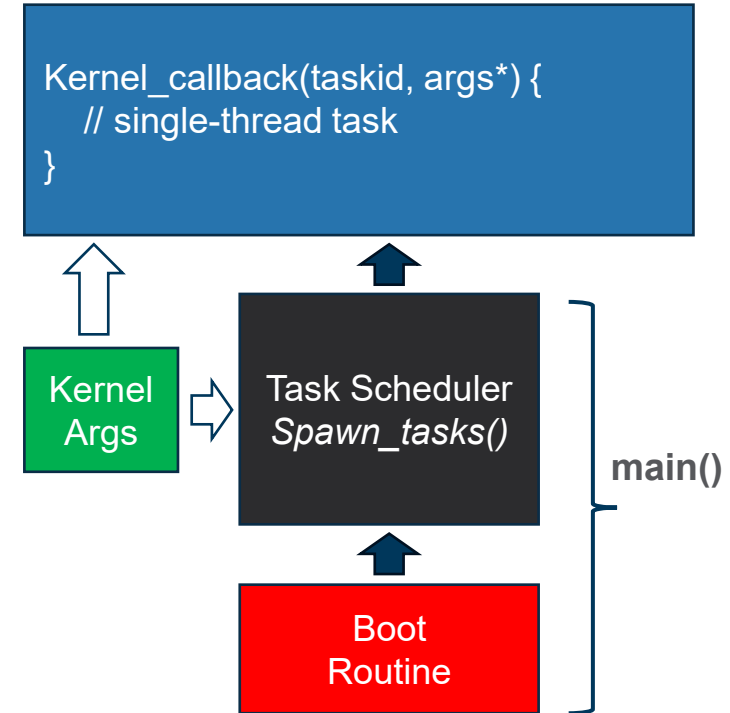 Kernel_callback(taskid, args*) {
// single-thread task
}
Kernel
Args
Task Scheduler
Spawn_tasks()
main()
Boot
Routine